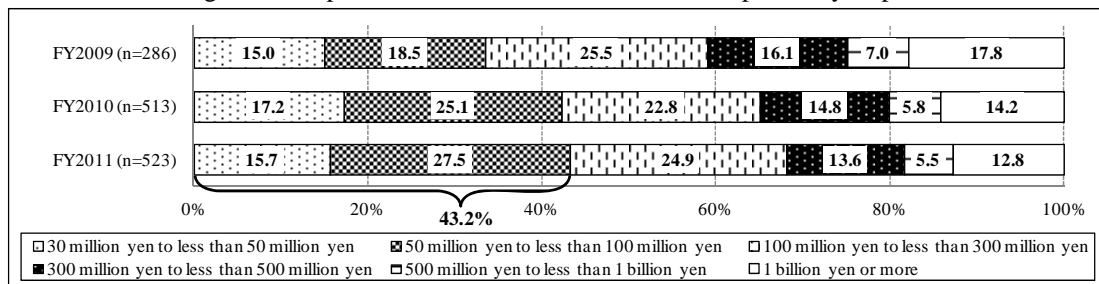 FY2009 (n=286) 15.0 18.5 25.5 16.1 7.0 17.8
FY2010 (n=513) 17.2 25.1 22.8 14.8 5.8 14.2
FY2011 (n=523) 15.7 27.5 24.9 13.6 5.5 12.8
0% 20% 40% 60% 80% 100%
43.2%
30 million yen to less than 50 million yen 50 million yen to less than 100 million yen 100 million yen to less than 300 million yen
300 million yen to less than 500 million yen 500 million yen to less than 1 billion yen 1 billion yen or more